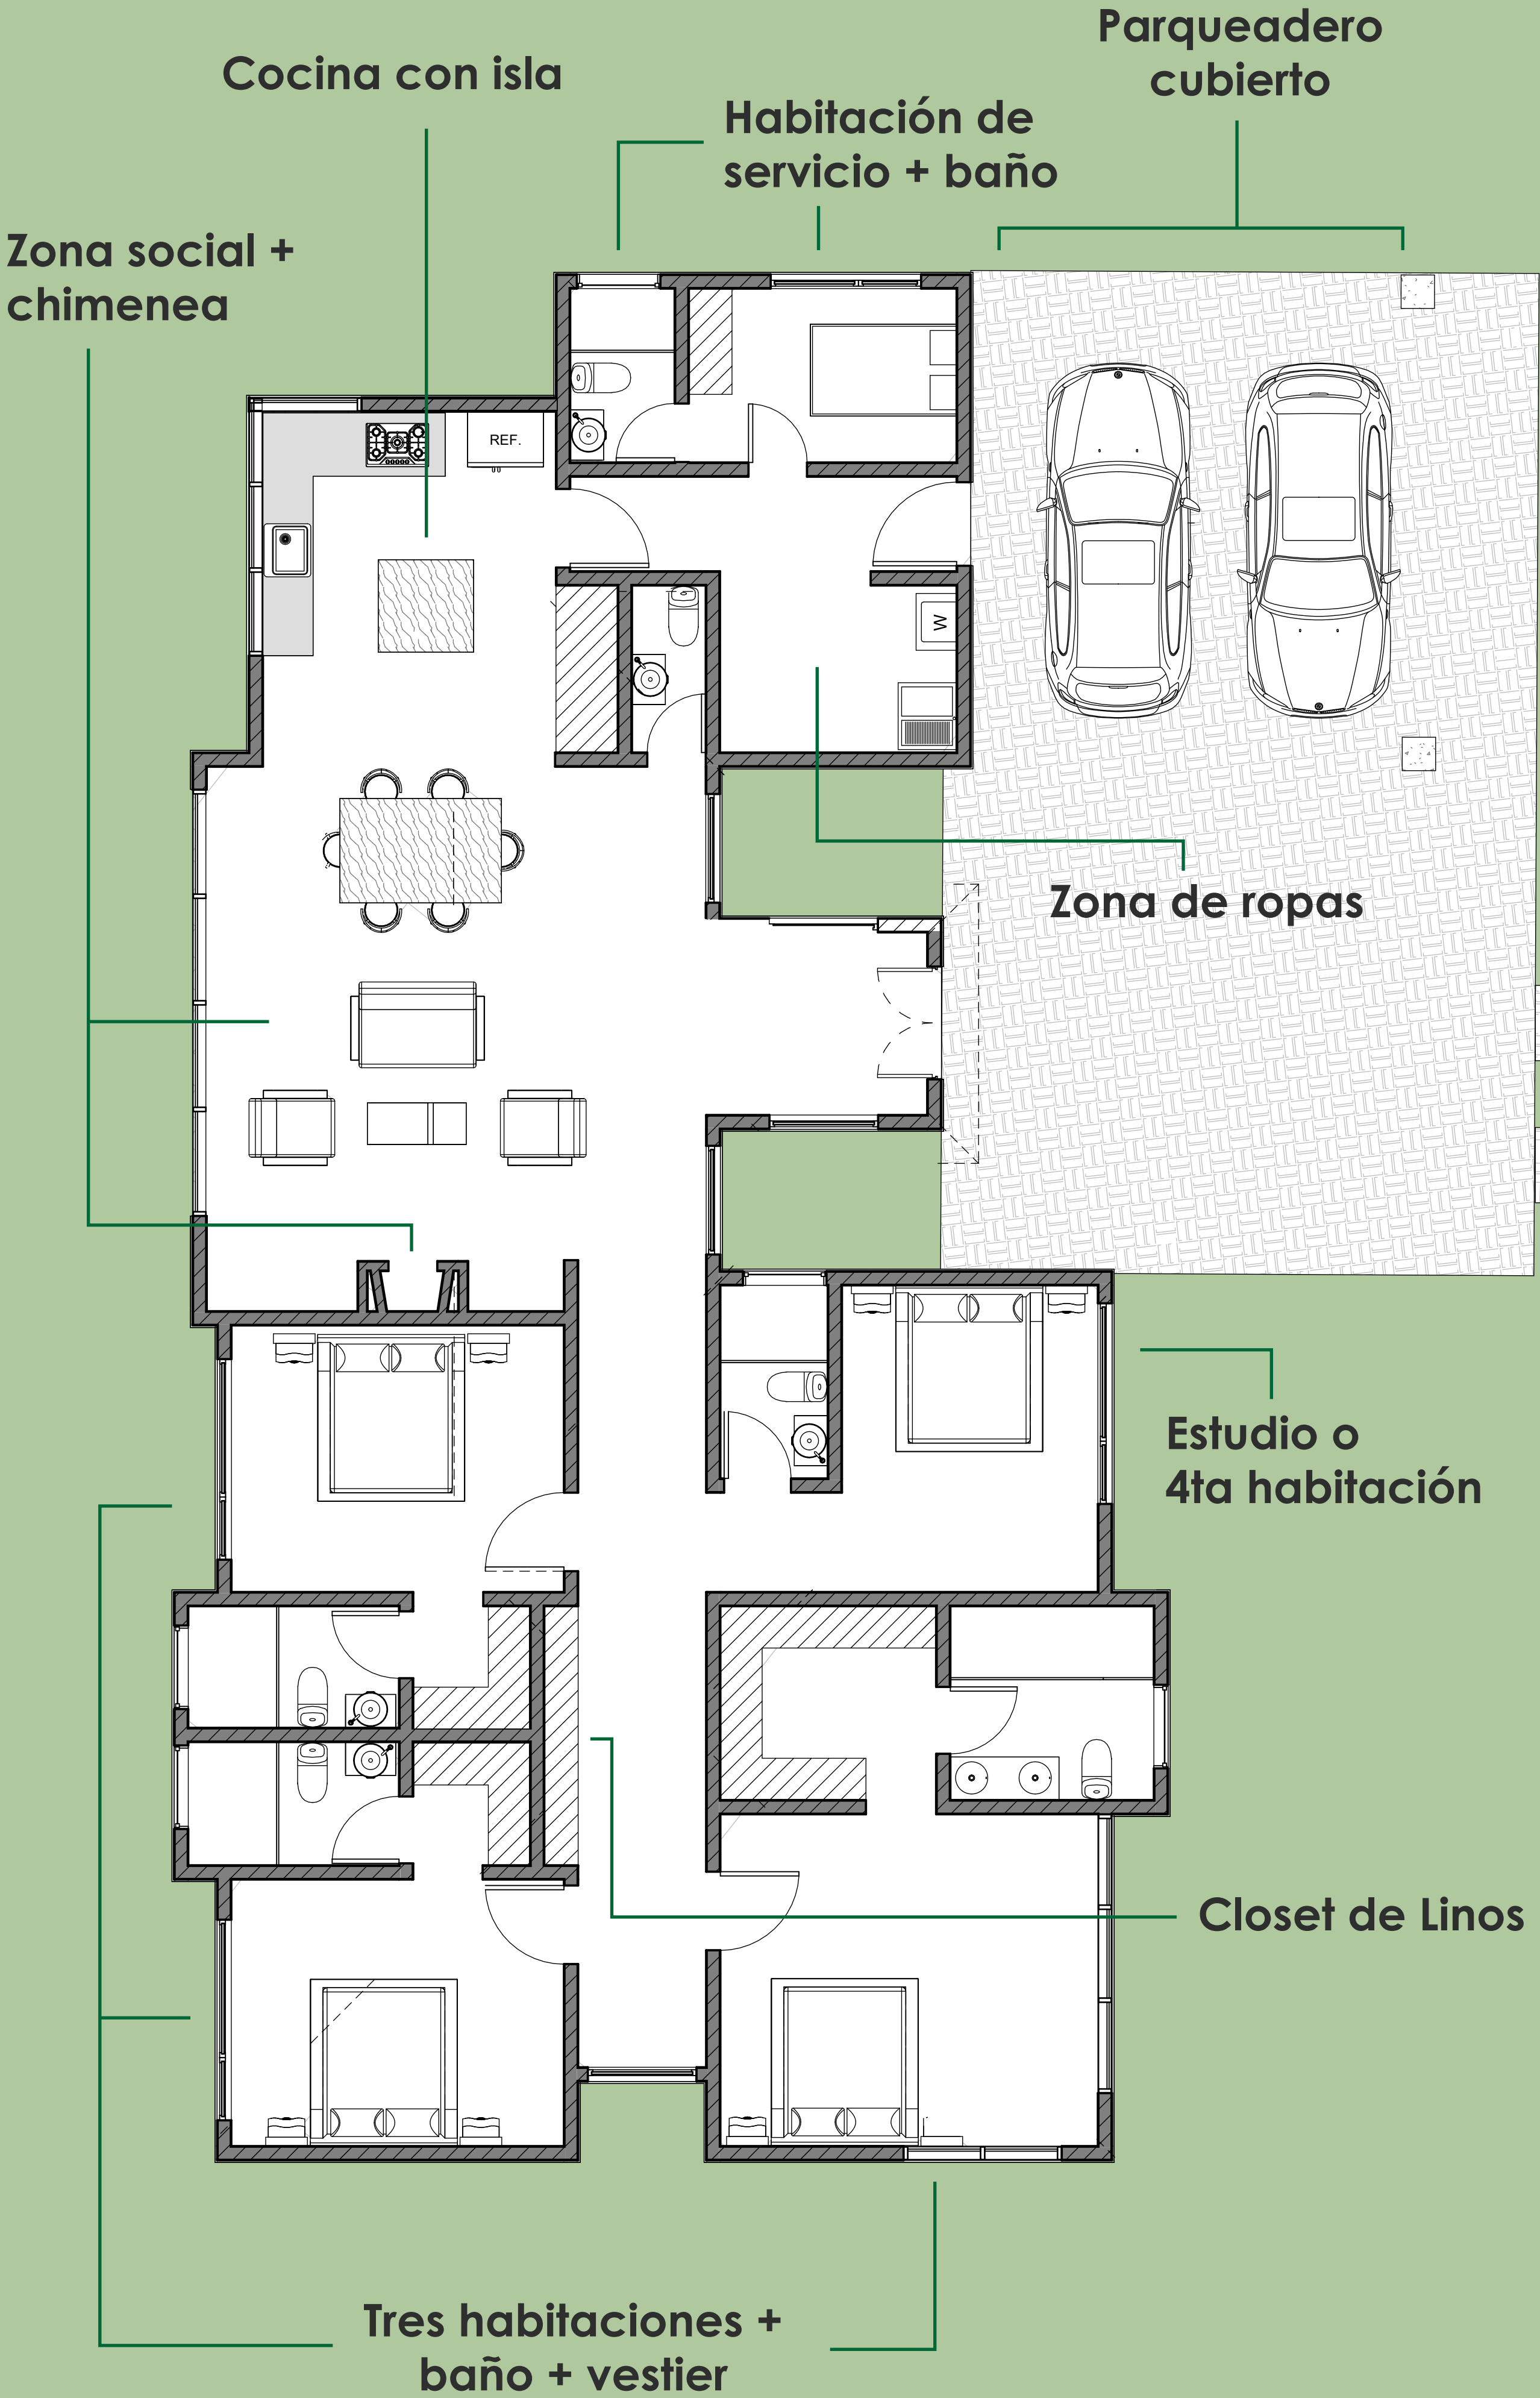 Parqueadero
cubierto
Cocina con isla
Habitación de
servicio + baño
Zona social +
chimenea
REF.
W
Zona de ropas
Estudio o
4ta habitación
Closet de Linos
Tres habitaciones +
baño + vestier